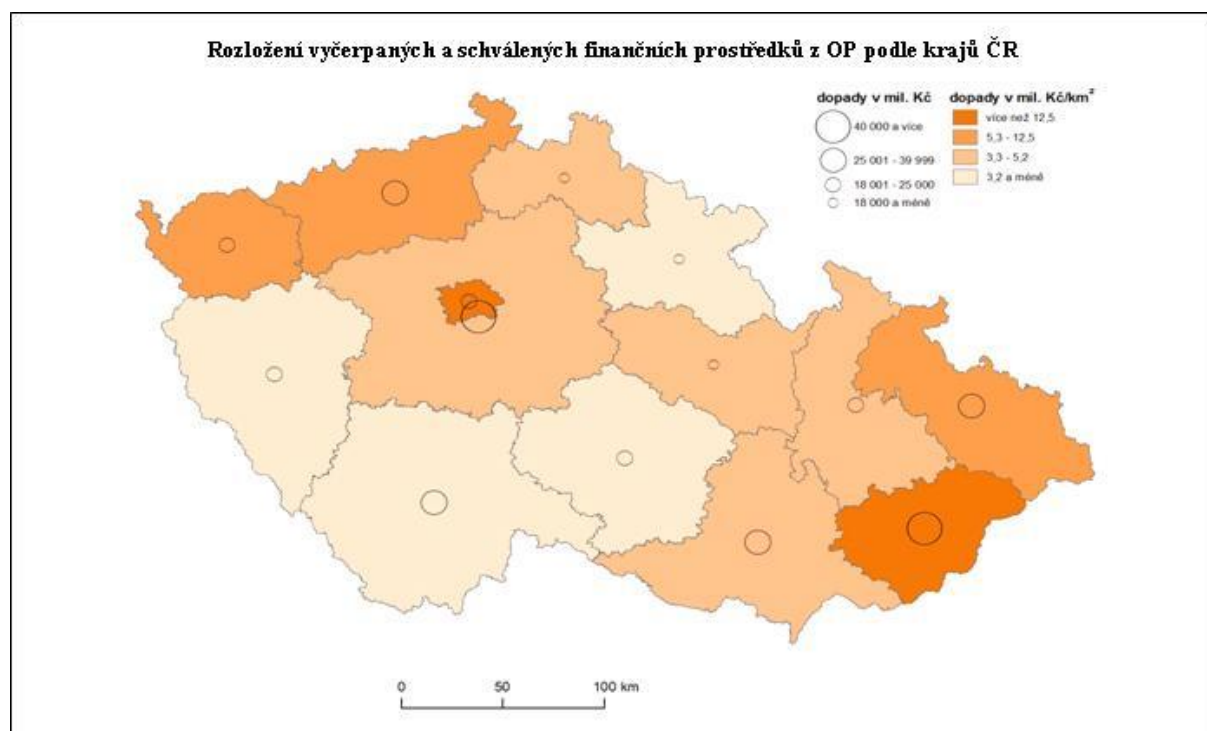 Rozložení vyčerpaných a schválených finančních prostředků z OP podle krajů ČR
dopady v mil. Kč
40 000 a více
25 001 - 39 999
18 001 - 25 000
18 000 a méně
dopady v mil. Kč/km²
více než 12,5
5,3 - 12,5
3,3 - 5,2
3,2 a méně
0 50 100 km